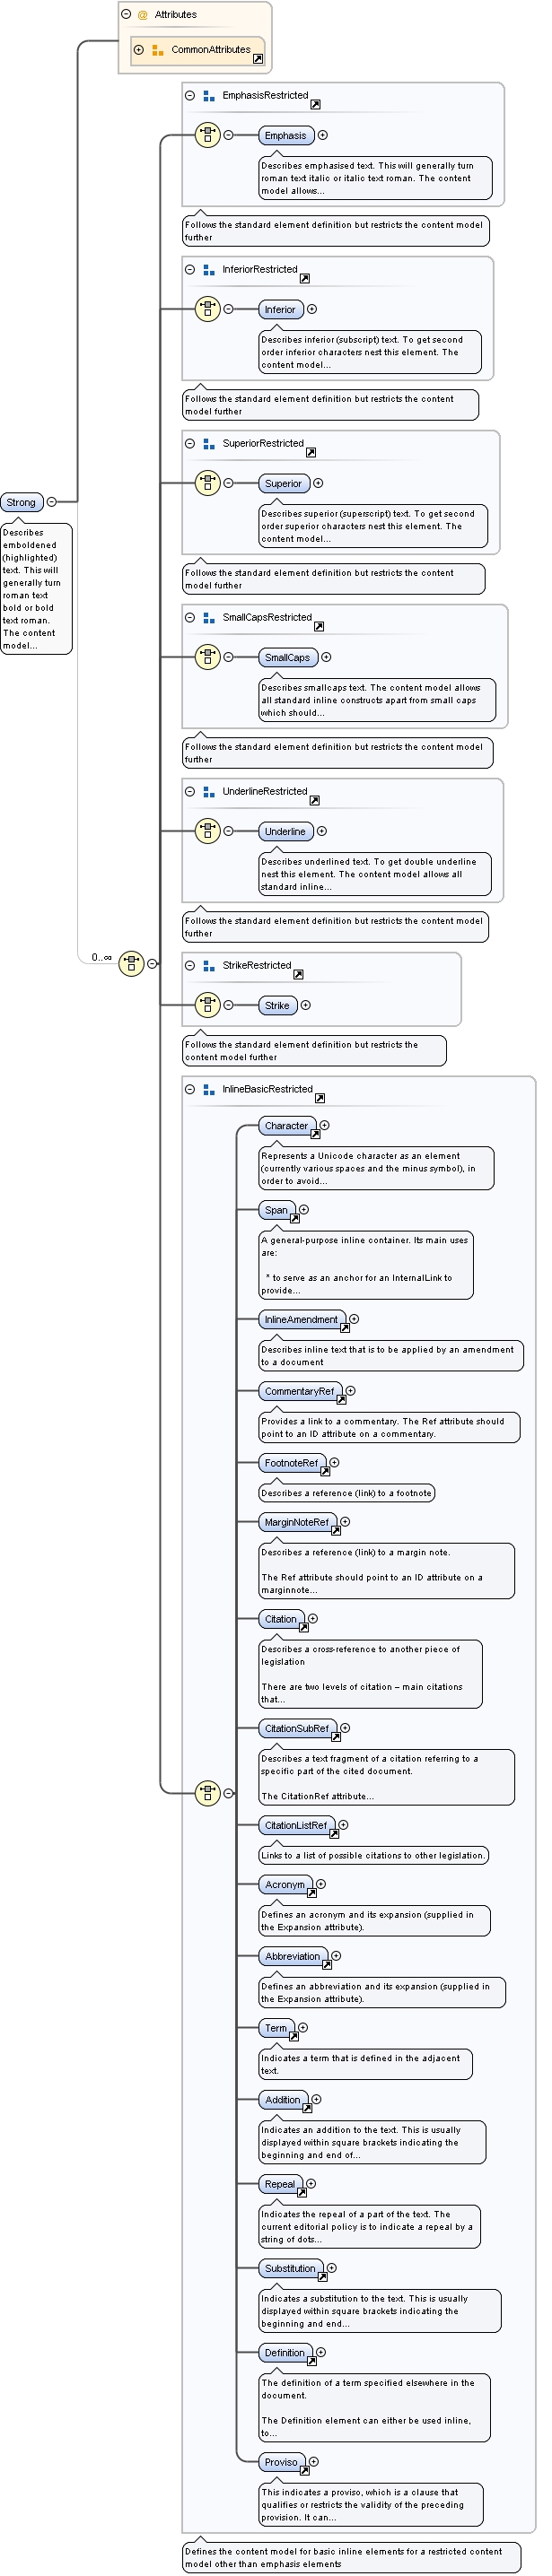 Attributes
CommonAttributes
EmphasisRestricted
Emphasis
Describes emphasised text. This will generally turn
roman text italic or italic text roman. The content
model allows...
Follows the standard element definition but restricts the content model
further
InferiorRestricted
Inferior
Describes inferior (subscript) text. To get second
order inferior characters nest this element. The
content model...
Follows the standard element definition but restricts the content
model further
SuperiorRestricted
Superior
Describes superior (superscript) text. To get second
order superior characters nest this element. The
content model...
Follows the standard element definition but restricts the content
model further
Strong
Describes
emboldened
(highlighted)
text. This will
generally turn
roman text
bold or bold
text roman.
The content
model...
SmallCapsRestricted
SmallCaps
Describes smallcaps text. The content model allows
all standard inline constructs apart from small caps
which should...
Follows the standard element definition but restricts the content model
further
UnderlineRestricted
Underline
Describes underlined text. To get double underline
nest this element. The content model allows all
standard inline...
Follows the standard element definition but restricts the content model
further
0..∞
StrikeRestricted
Strike
Follows the standard element definition but restricts the
content model further
InlineBasicRestricted
Character
Represents a Unicode character as an element
(currently various spaces and the minus symbol), in
order to avoid...
Span
A general-purpose inline container. Its main uses
are:
* to serve as an anchor for an InternalLink to
provide...
InlineAmendment
Describes inline text that is to be applied by an amendment
to a document
CommentaryRef
Provides a link to a commentary. The Ref attribute should
point to an ID attribute on a commentary.
FootnoteRef
Describes a reference (link) to a footnote
MarginNoteRef
Describes a reference (link) to a margin note.
The Ref attribute should point to an ID attribute on a
marginnote...
Citation
Describes a cross-reference to another piece of
legislation
There are two levels of citation – main citations
that...
CitationSubRef
Describes a text fragment of a citation referring to a
specific part of the cited document.
The CitationRef attribute...
CitationListRef
Links to a list of possible citations to other legislation.
Acronym
Defines an acronym and its expansion (supplied in
the Expansion attribute).
Abbreviation
Defines an abbreviation and its expansion (supplied in
the Expansion attribute).
Term
Indicates a term that is defined in the adjacent
text.
Addition
Indicates an addition to the text. This is usually
displayed within square brackets indicating the
beginning and end of...
Repeal
Indicates the repeal of a part of the text. The
current editorial policy is to indicate a repeal by a
string of dots...
Substitution
Indicates a substitution to the text. This is usually
displayed within square brackets indicating the
beginning and end...
Definition
The definition of a term specified elsewhere in the
document.
The Definition element can either be used inline,
to...
Proviso
This indicates a proviso, which is a clause that
qualifies or restricts the validity of the preceding
provision. It can...
Defines the content model for basic inline elements for a restricted content
model other than emphasis elements